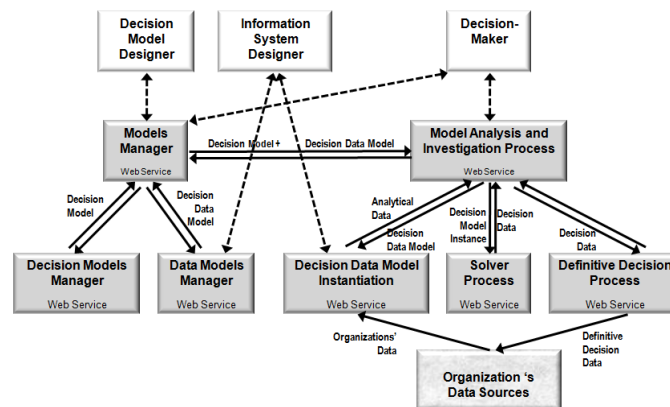 Decision
Model
Designer
Information
System
Designer
Decision-
Maker
Models
Manager
Web Service
Decision Model +
Decision Data Model
Model Analysis and
Investigation Process
Web Service
Decision
Model
Decision
Data
Model
Analytical
Data
Decision
Data Model
Decision
Model
Instance
Decision
Data
Decision
Data
Decision Models
Manager
Web Service
Data Models
Manager
Web Service
Decision Data Model
Instantiation
Web Service
Solver
Process
Web Service
Definitive Decision
Process
Web Service
Organizations'
Data
Definitive
Decision
Data
Organization 's
Data Sources